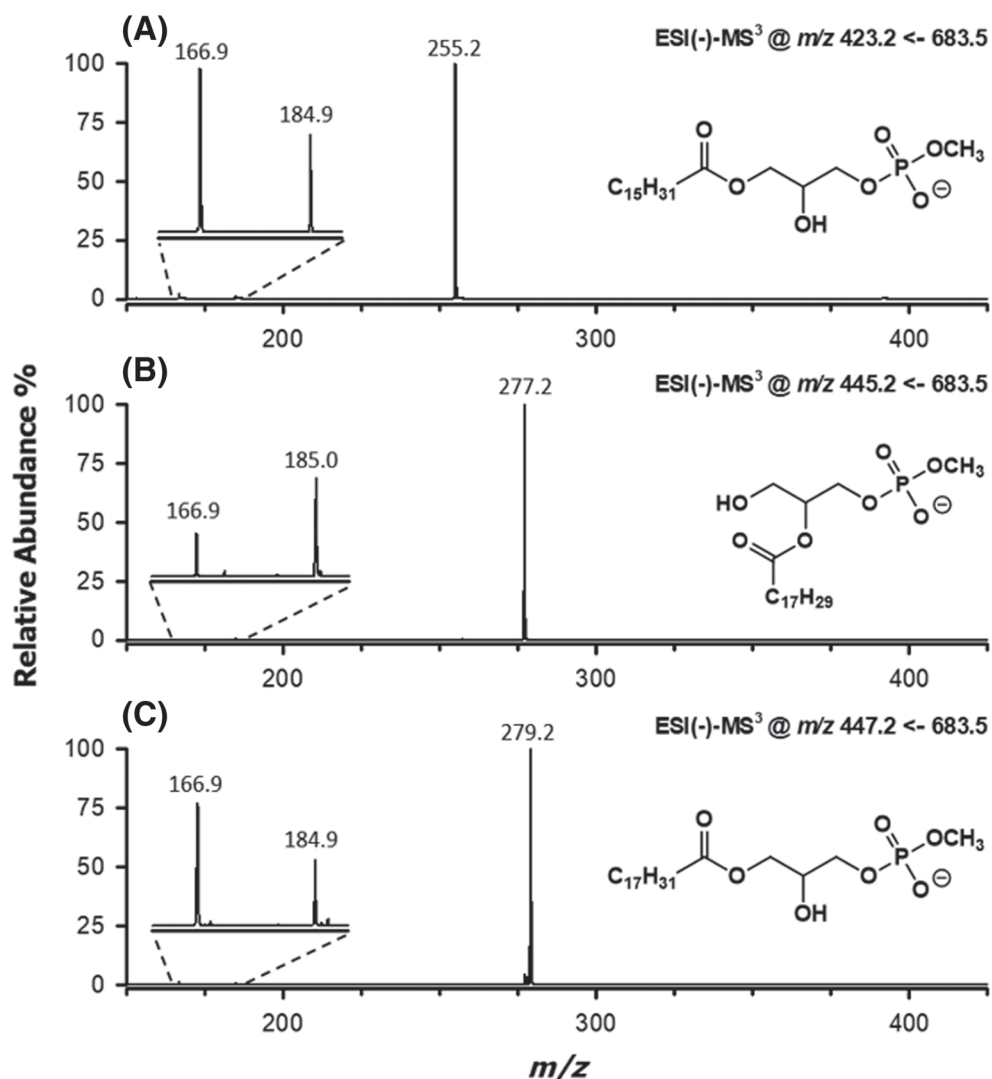 (A)
ESI(-)-MS³ @ m/z 423.2 <- 683.5
166.9
255.2
184.9
100
75
50
25
0
C₁₅H₃₁
O
O
OH
O
O
P
OCH₃
O ⊖
200
300
400
(B)
ESI(-)-MS³ @ m/z 445.2 <- 683.5
277.2
185.0
166.9
100
75
50
25
0
HO
O
O
C₁₇H₂₉
O
O
P
OCH₃
O ⊖
200
300
400
(C)
ESI(-)-MS³ @ m/z 447.2 <- 683.5
279.2
166.9
184.9
100
75
50
25
0
C₁₇H₃₁
O
O
OH
O
O
P
OCH₃
O ⊖
200
300
400
Relative Abundance %
m/z